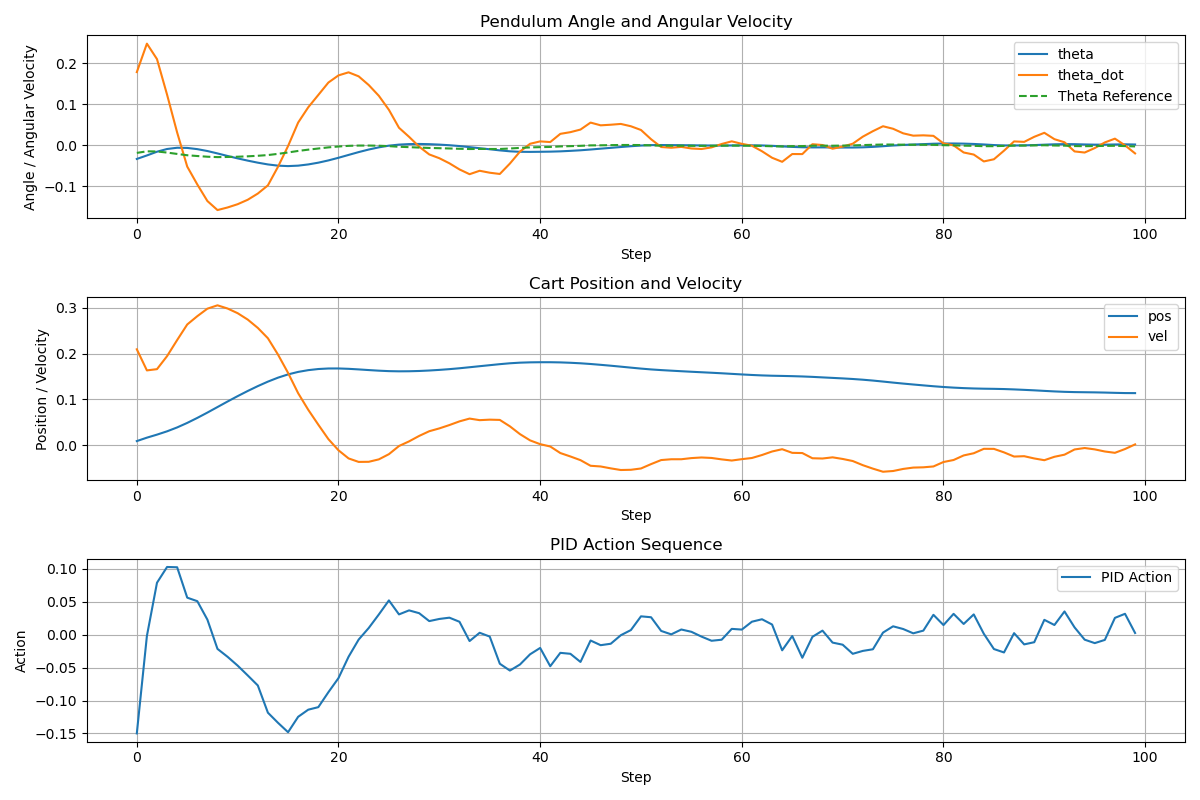 Pendulum Angle and Angular Velocity
Angle / Angular Velocity
0.2
0.1
0.0
−0.1
theta
theta_dot
Theta Reference
0 20 40 60 80 100
Step
Cart Position and Velocity
Position / Velocity
0.3
0.2
0.1
0.0
pos
vel
0 20 40 60 80 100
Step
PID Action Sequence
Action
0.10
0.05
0.00
−0.05
−0.10
−0.15
PID Action
0 20 40 60 80 100
Step